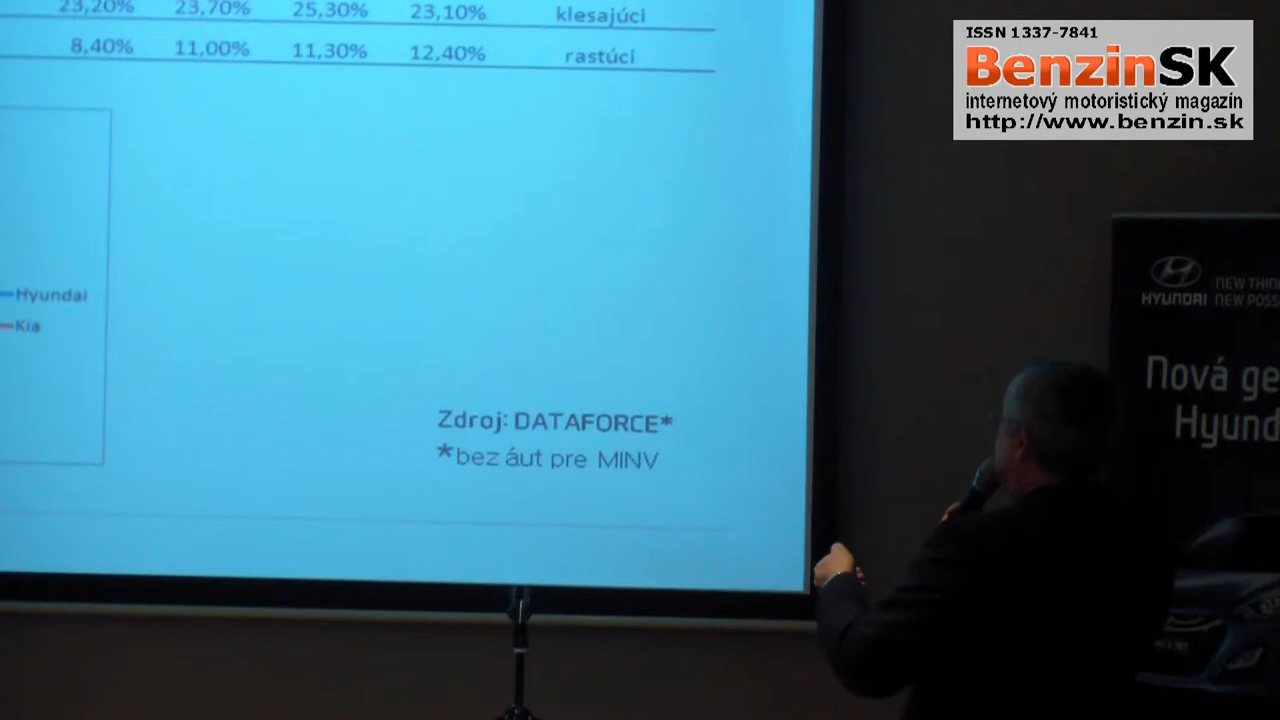 23,20% 23,70% 25,30% 23,10% klesajúci
8,40% 11,00% 11,30% 12,40% rastúci
Hyundai
Kia
Zdroj: DATAFORCE*
*bez áut pre MINV
ISSN 1337-7841
BenzinSK
internetový motoristický magazín
http://www.benzin.sk
HYUNDAI
NEW
NEW
Nová